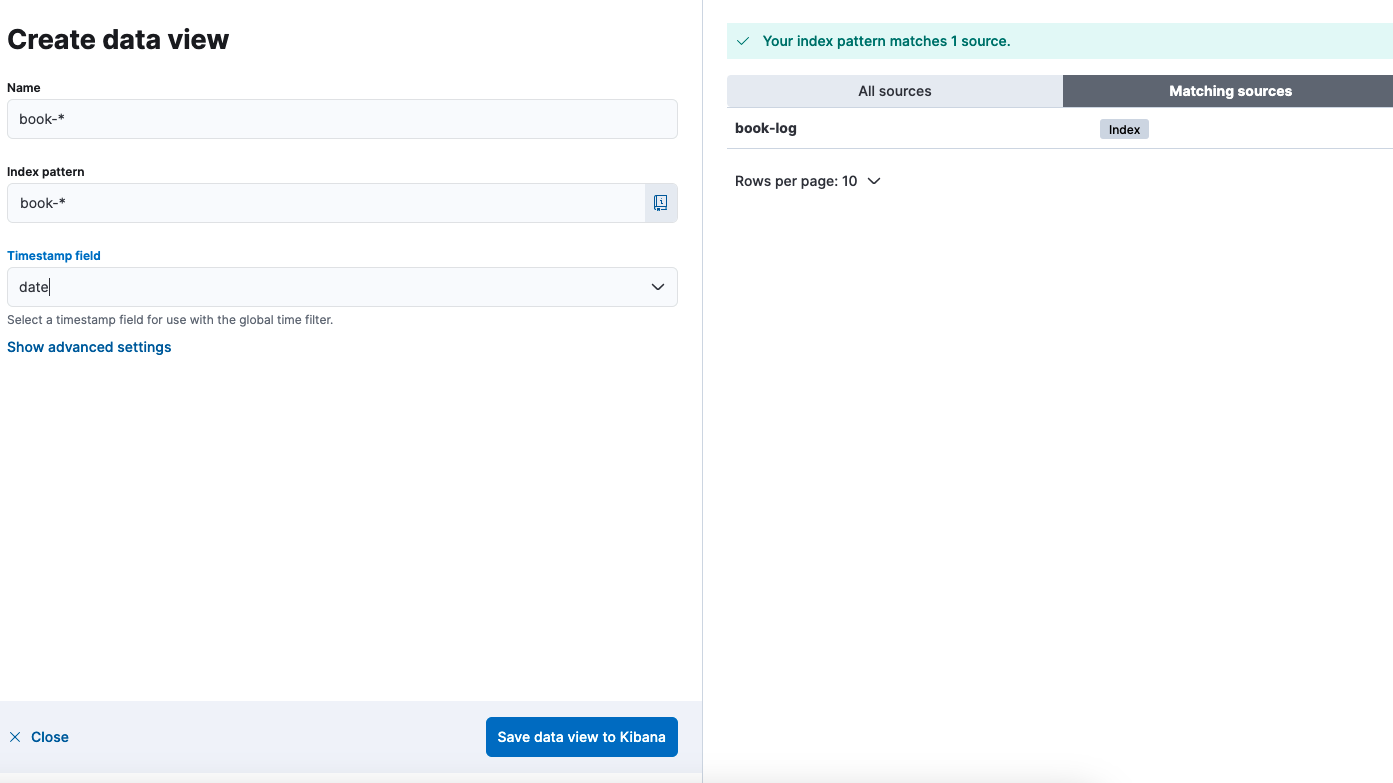 Create data view
Name
book-*
Index pattern
book-*
Timestamp field
date
Select a timestamp field for use with the global time filter.
Show advanced settings
Close
Save data view to Kibana
Your index pattern matches 1 source.
All sources
Matching sources
book-log
Index
Rows per page: 10